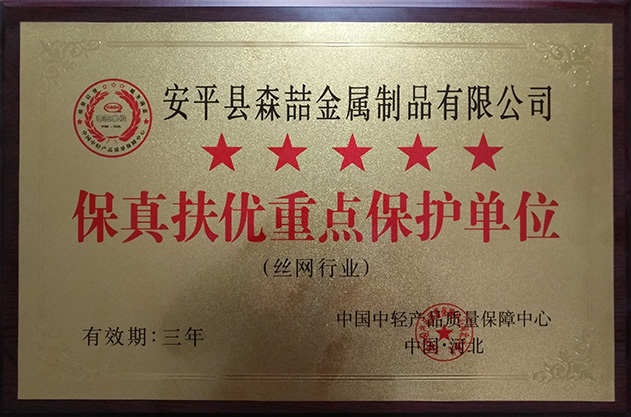 安平县森喆金属制品有限公司
★★★★★
保真扶优重点保护单位
(丝网行业)
有效期:三年
中国中轻产品质量保障中心
中国·河北